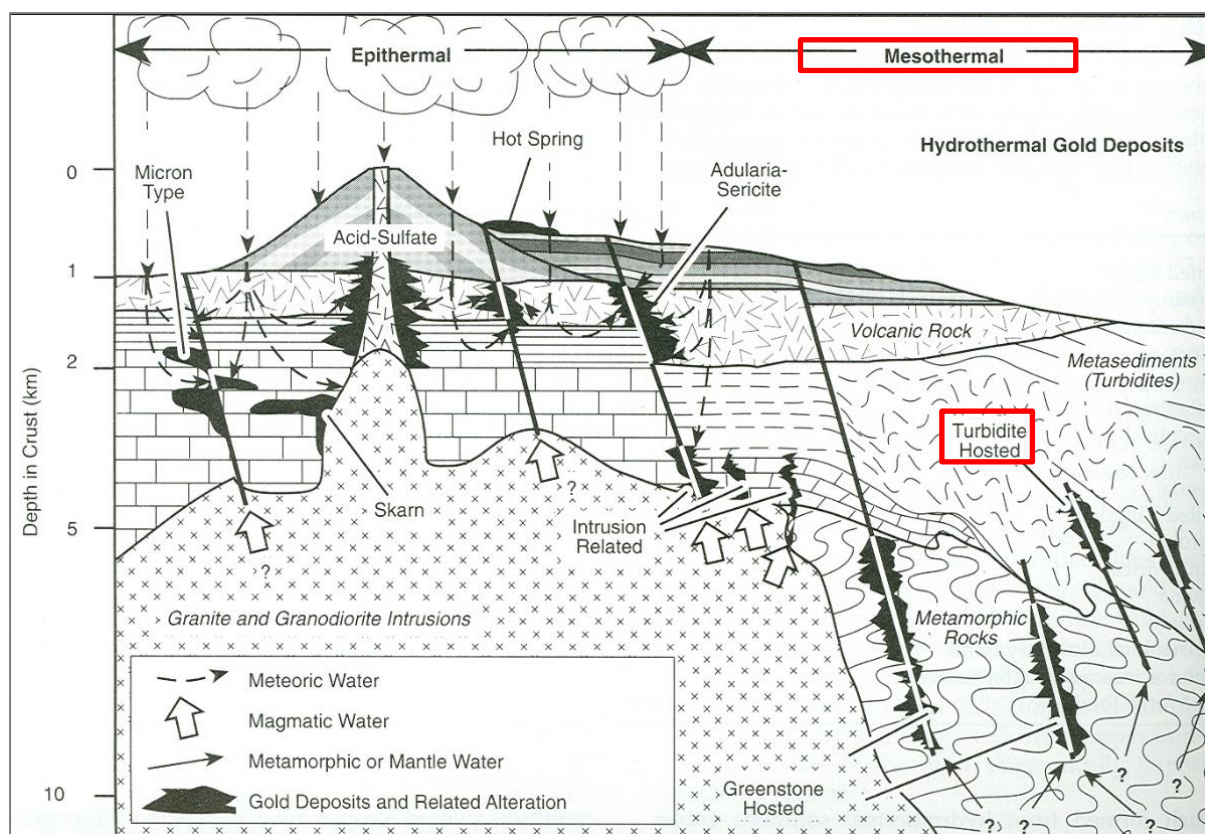 Epithermal
Mesothermal
Hydrothermal Gold Deposits
Hot Spring
Adularia-
Sericite
Micron
Type
0
Acid-Sulfate
1
Volcanic Rock
2
Metasediments
(Turbidites)
Turbidite
Hosted
Depth in Crust (km)
?
Skarn
5
Intrusion
Related
?
Granite and Granodiorite Intrusions
Metamorphic
Rocks
Meteoric Water
Magmatic Water
Metamorphic or Mantle Water
Gold Deposits and Related Alteration
10
Greenstone
Hosted
?
?
?
?
?
?